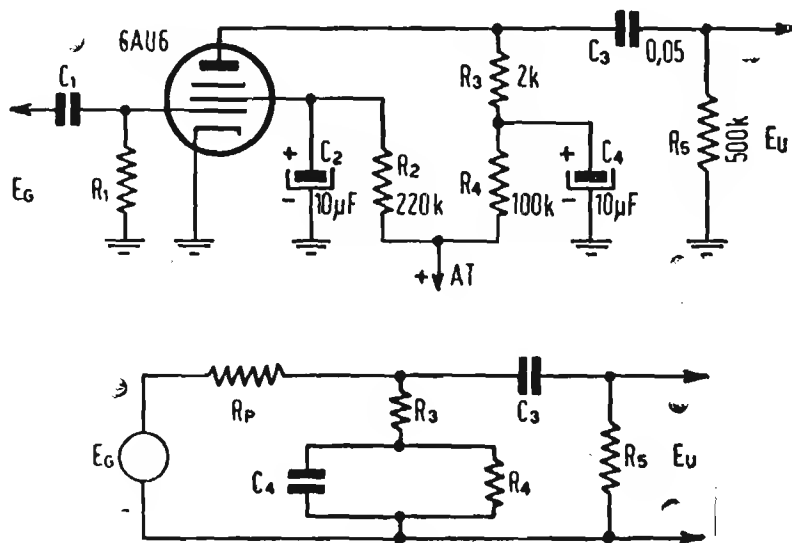 6AU6
C₁
R₁
E_G
C₂
+
-
10µF
R₂
220k
+ AT
R₃
2k
R₄
100k
C₄
+
-
10µF
C₃
0,05
R₅
500k
E_U
R_P
R₃
C₃
E_G
C₄
R₄
R₅
E_U